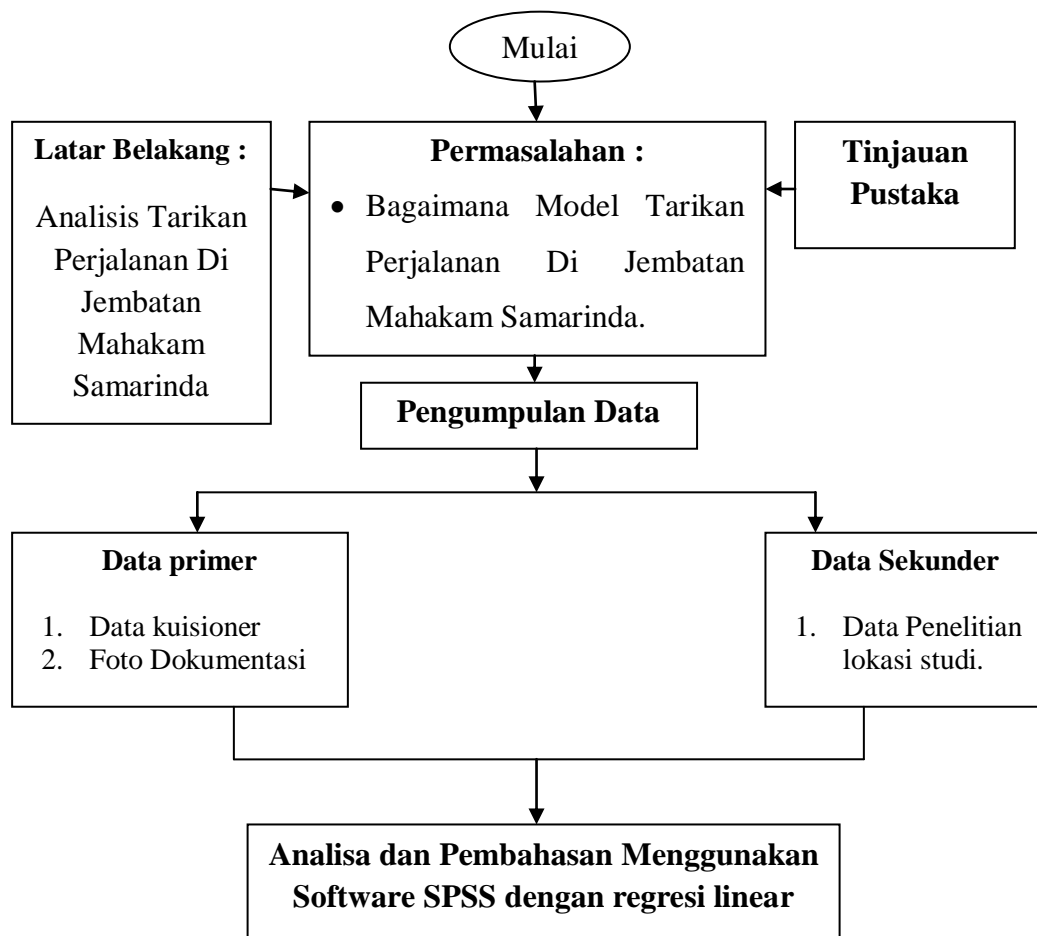 Mulai
Latar Belakang :
Analisis Tarikan
Perjalanan Di
Jembatan
Mahakam
Samarinda
Permasalahan :
• Bagaimana Model Tarikan
Perjalanan Di Jembatan
Mahakam Samarinda.
Tinjauan
Pustaka
Pengumpulan Data
Data primer
1. Data kuisioner
2. Foto Dokumentasi
Data Sekunder
1. Data Penelitian
lokasi studi.
Analisa dan Pembahasan Menggunakan
Software SPSS dengan regresi linear